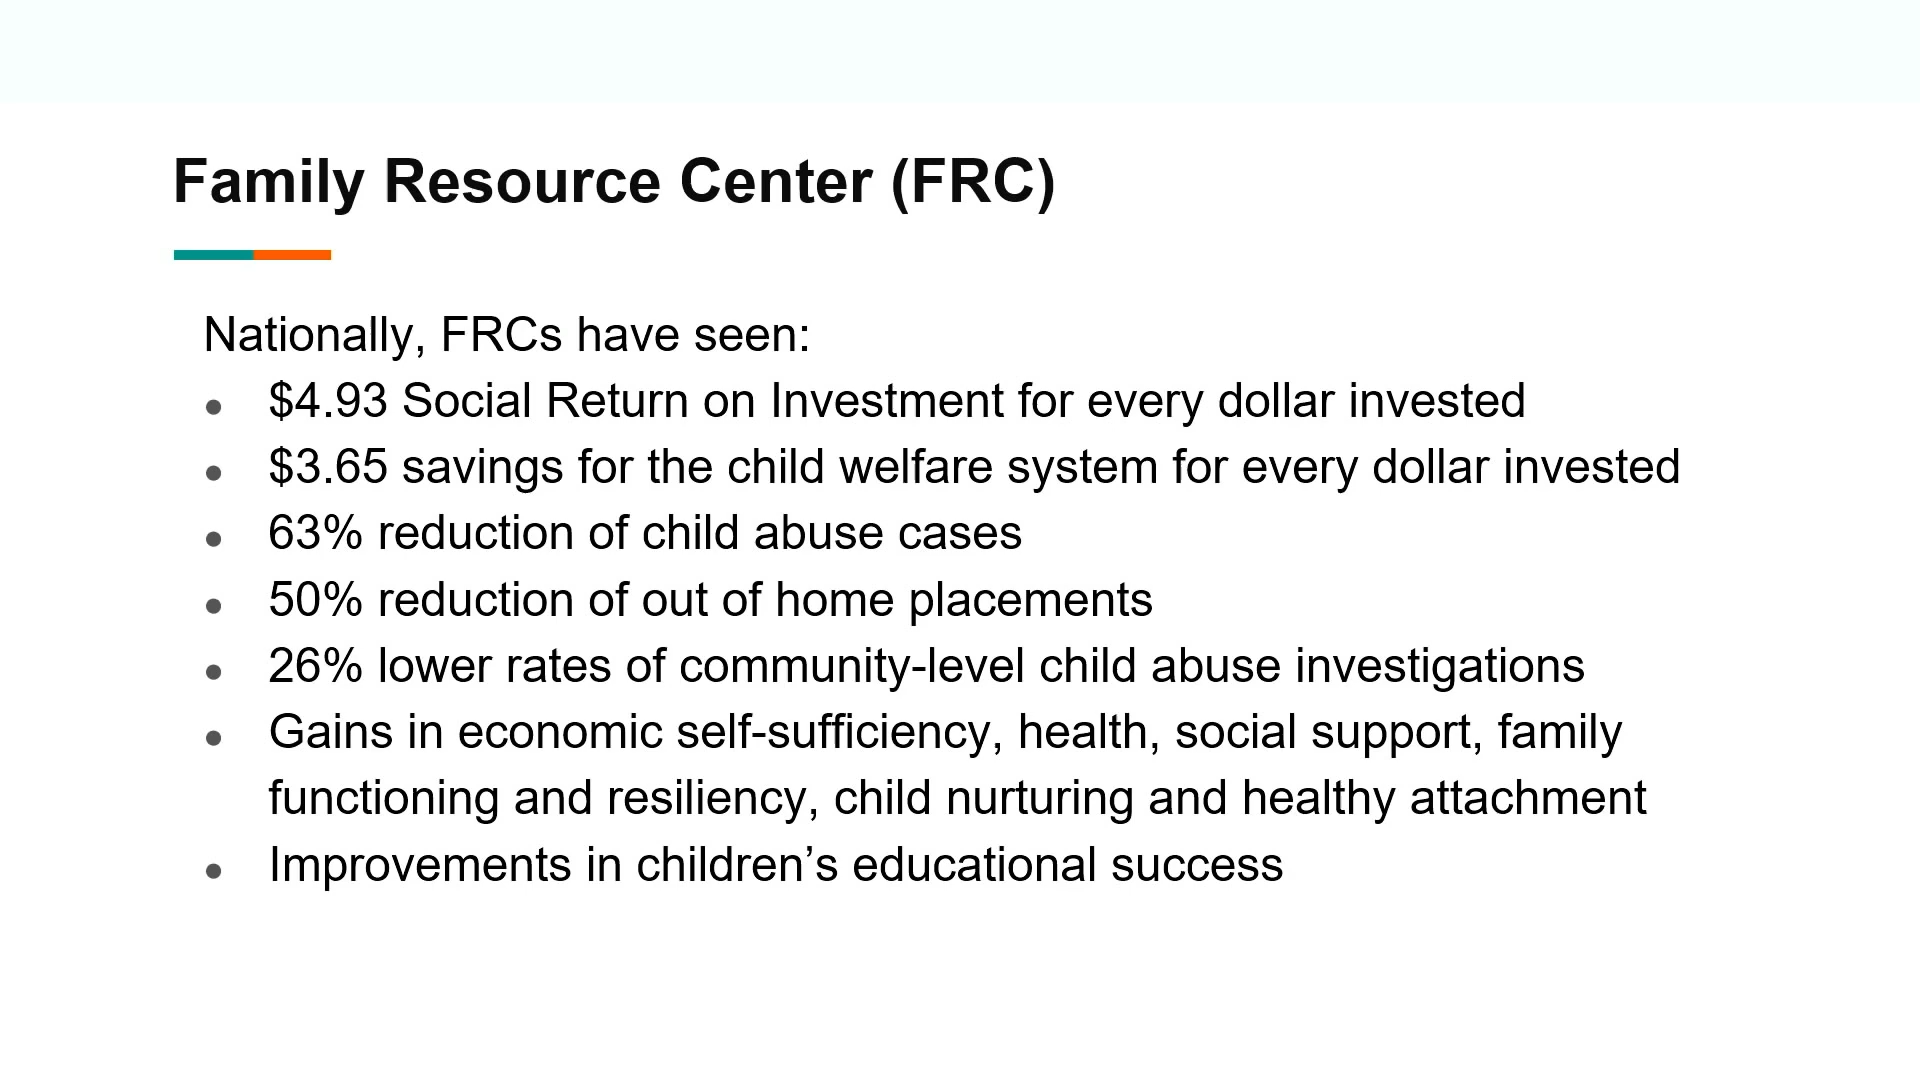 Family Resource Center (FRC)
Nationally, FRCs have seen:
● $4.93 Social Return on Investment for every dollar invested
● $3.65 savings for the child welfare system for every dollar invested
● 63% reduction of child abuse cases
● 50% reduction of out of home placements
● 26% lower rates of community-level child abuse investigations
● Gains in economic self-sufficiency, health, social support, family
functioning and resiliency, child nurturing and healthy attachment
● Improvements in children’s educational success